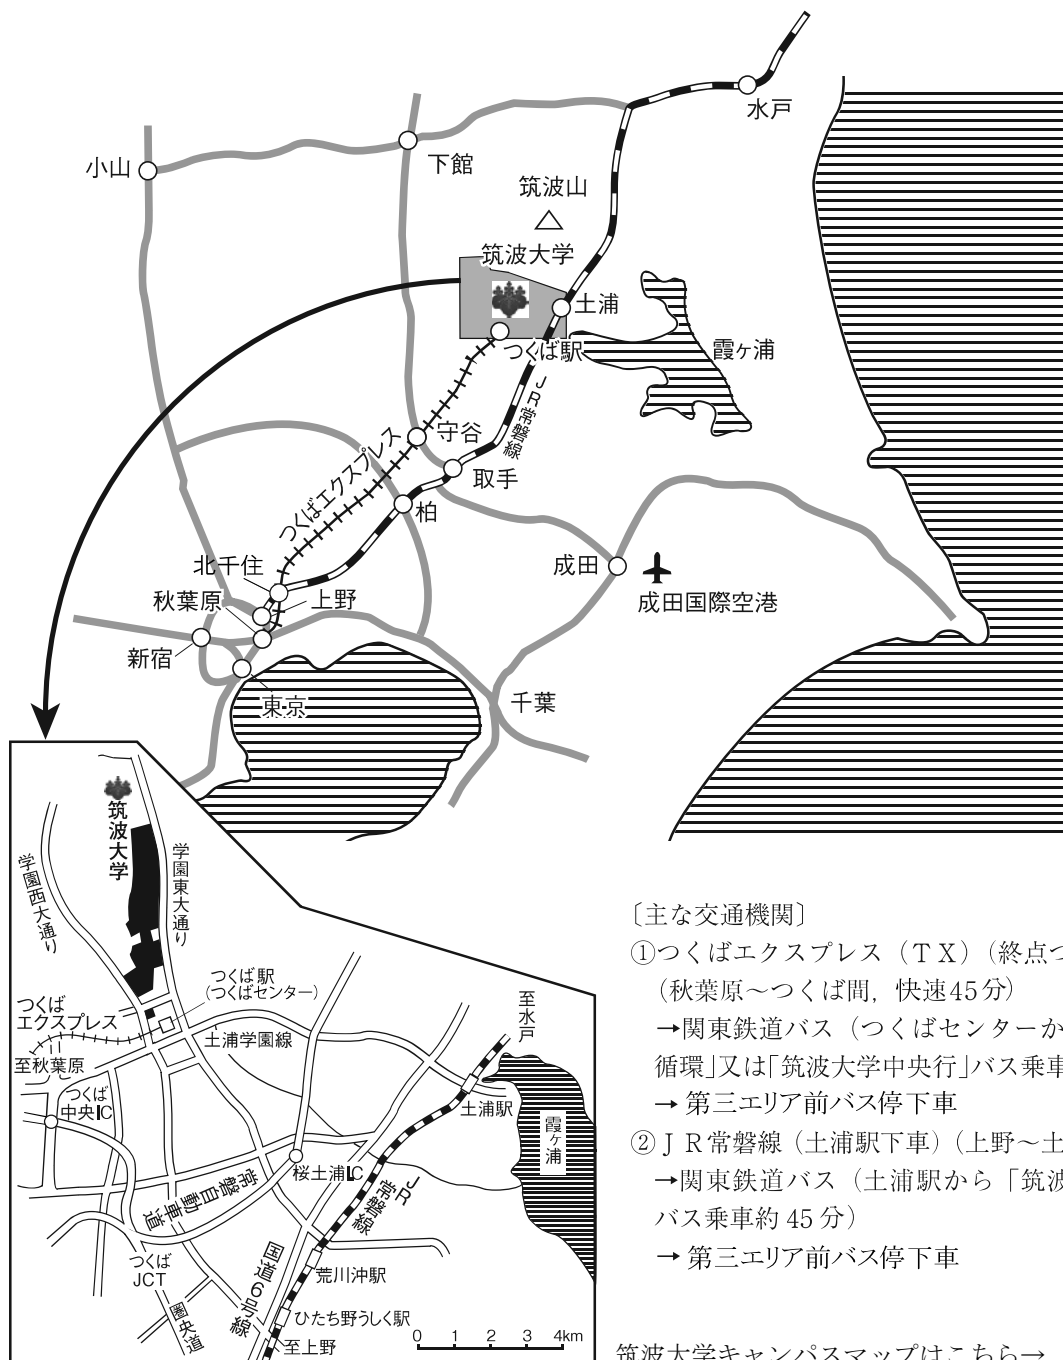 水戸
小山
下館
筑波山
筑波大学
土浦
つくば駅
霞ヶ浦
JR常磐線
守谷
つくばエクスプレス
取手
柏
北千住
成田
秋葉原
上野
成田国際空港
新宿
東京
千葉
筑波大学
学園東大通り
学園西大通り
つくば駅
(つくばセンター)
つくば
エクスプレス
至水戸
土浦学園線
至秋葉原
つくば
中央IC
土浦駅
霞ヶ浦
桜土浦IC
常磐自動車道
JR
常磐線
つくば
JCT
国道6号線
荒川沖駅
圏央道
ひたち野うしく駅
至上野
0 1 2 3 4km
〔主な交通機関〕
①つくばエクスプレス（ＴＸ）（終点つ
（秋葉原～つくば間，快速45分）
→関東鉄道バス（つくばセンターか
循環」又は「筑波大学中央行」バス乗車
→ 第三エリア前バス停下車
②ＪＲ常磐線（土浦駅下車）（上野～土
→関東鉄道バス（土浦駅から「筑波
バス乗車約 45 分）
→ 第三エリア前バス停下車
筑波大学キャンパスマップはこちら→